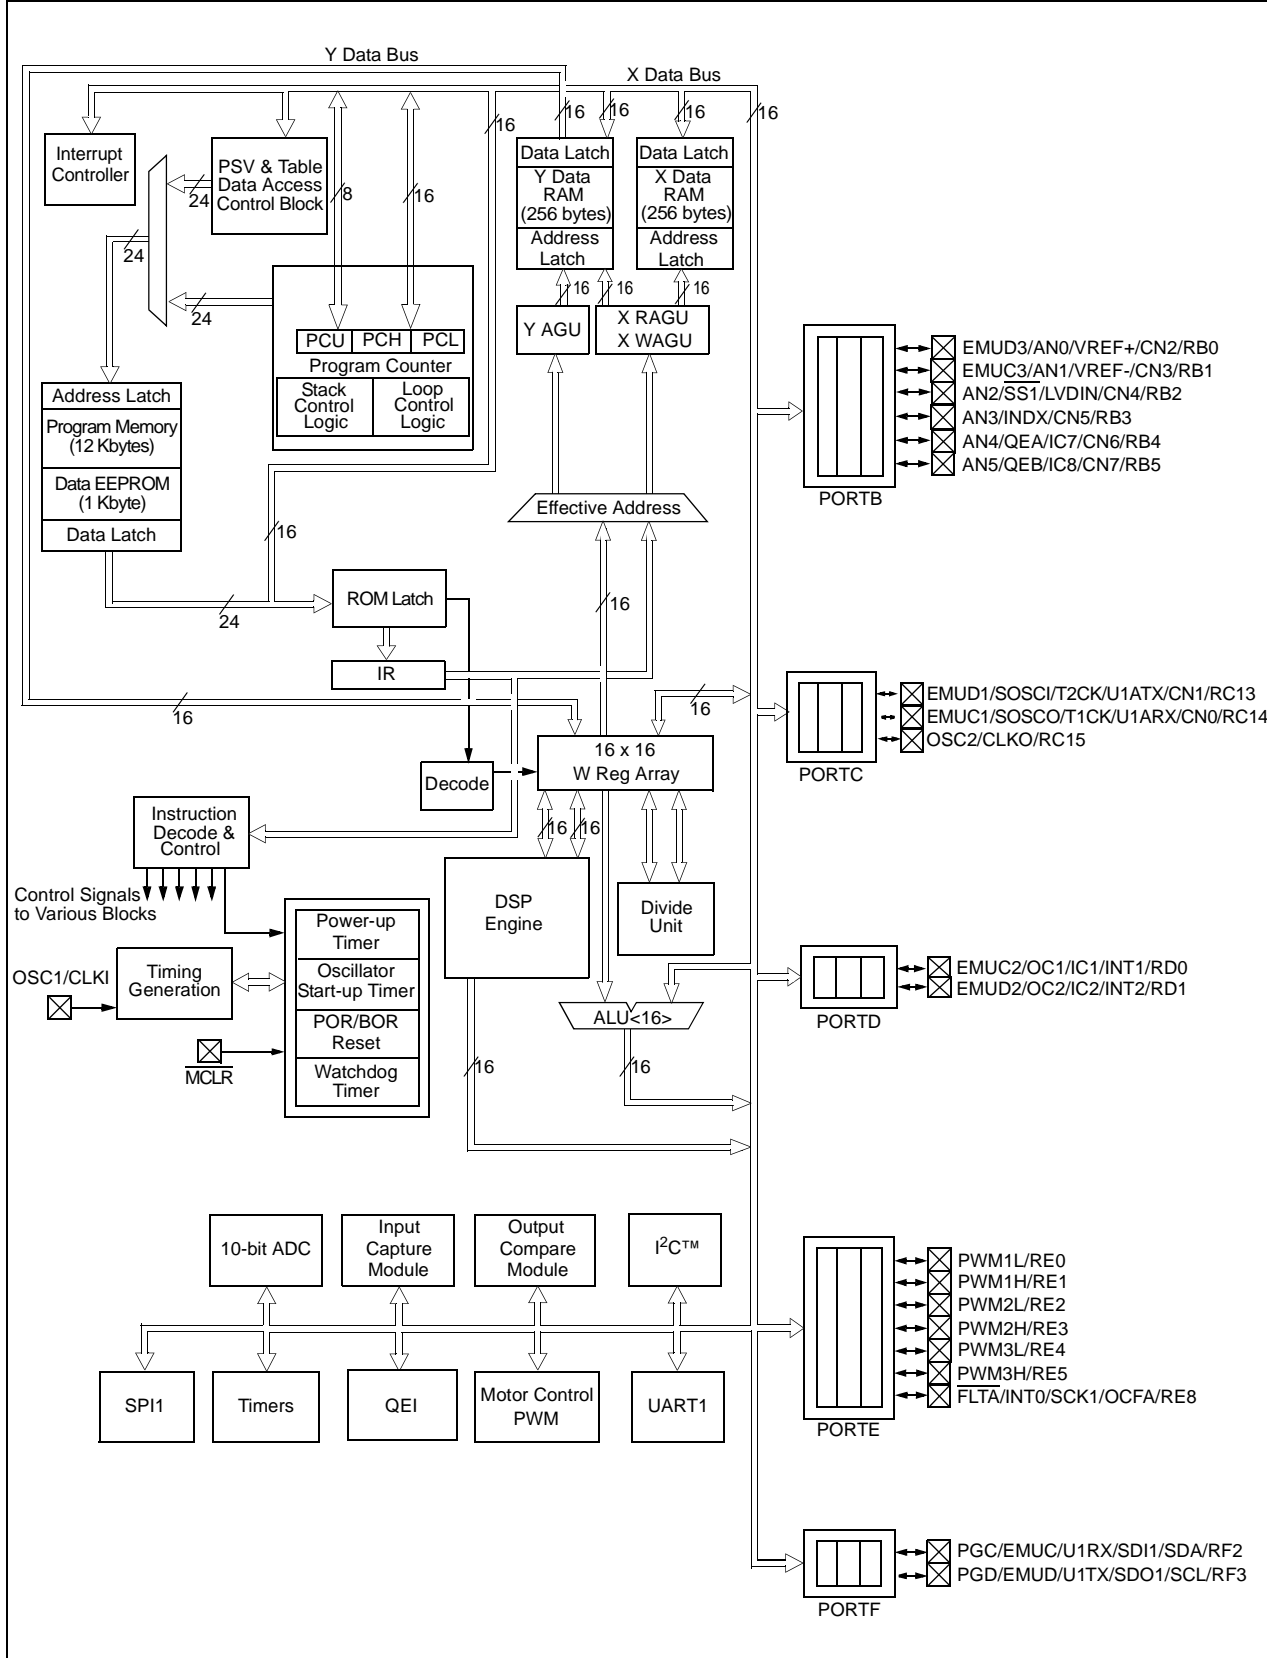 Y Data Bus
X Data Bus
16
16
16
16
16
Interrupt
Controller
PSV & Table
Data Access
Control Block
24
8
16
24
24
Data Latch
Y Data
RAM
(256 bytes)
Address
Latch
Data Latch
X Data
RAM
(256 bytes)
Address
Latch
16
16
16
Y AGU
X RAGU
X WAGU
PCU
PCH
PCL
Program Counter
Stack
Control
Logic
Loop
Control
Logic
Address Latch
Program Memory
(12 Kbytes)
Data EEPROM
(1 Kbyte)
Data Latch
16
24
Effective Address
16
ROM Latch
IR
16
16
16 x 16
W Reg Array
Decode
Instruction
Decode &
Control
16
16
Control Signals
to Various Blocks
DSP
Engine
Divide
Unit
Power-up
Timer
Oscillator
Start-up Timer
POR/BOR
Reset
Watchdog
Timer
OSC1/CLKI
Timing
Generation
MCLR
ALU<16>
16
16
10-bit ADC
Input
Capture
Module
Output
Compare
Module
I2C™
SPI1
Timers
QEI
Motor Control
PWM
UART1
EMUD3/AN0/VREF+/CN2/RB0
EMUC3/AN1/VREF-/CN3/RB1
AN2/SS1/LVDIN/CN4/RB2
AN3/INDX/CN5/RB3
AN4/QEA/IC7/CN6/RB4
AN5/QEB/IC8/CN7/RB5
PORTB
EMUD1/SOSCI/T2CK/U1ATX/CN1/RC13
EMUC1/SOSCO/T1CK/U1ARX/CN0/RC14
OSC2/CLKO/RC15
PORTC
EMUC2/OC1/IC1/INT1/RD0
EMUD2/OC2/IC2/INT2/RD1
PORTD
PWM1L/RE0
PWM1H/RE1
PWM2L/RE2
PWM2H/RE3
PWM3L/RE4
PWM3H/RE5
FLTA/INT0/SCK1/OCFA/RE8
PORTE
PGC/EMUC/U1RX/SDI1/SDA/RF2
PGD/EMUD/U1TX/SDO1/SCL/RF3
PORTF